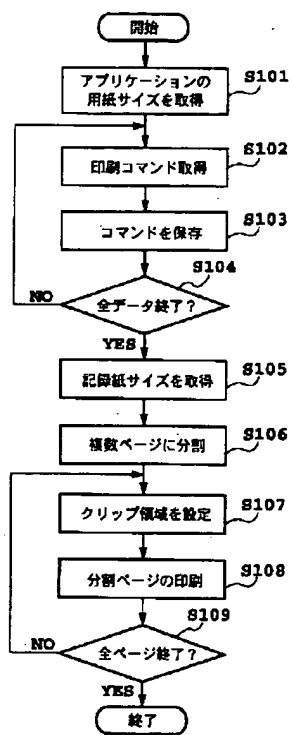 開始
アプリケーションの
用紙サイズを取得
S101
印刷コマンド取得
S102
コマンドを保存
S103
全データ終了?
S104
NO
YES
記録紙サイズを取得
S105
複数ページに分割
S106
クリップ領域を設定
S107
分割ページの印刷
S108
全ページ終了?
S109
NO
YES
終了